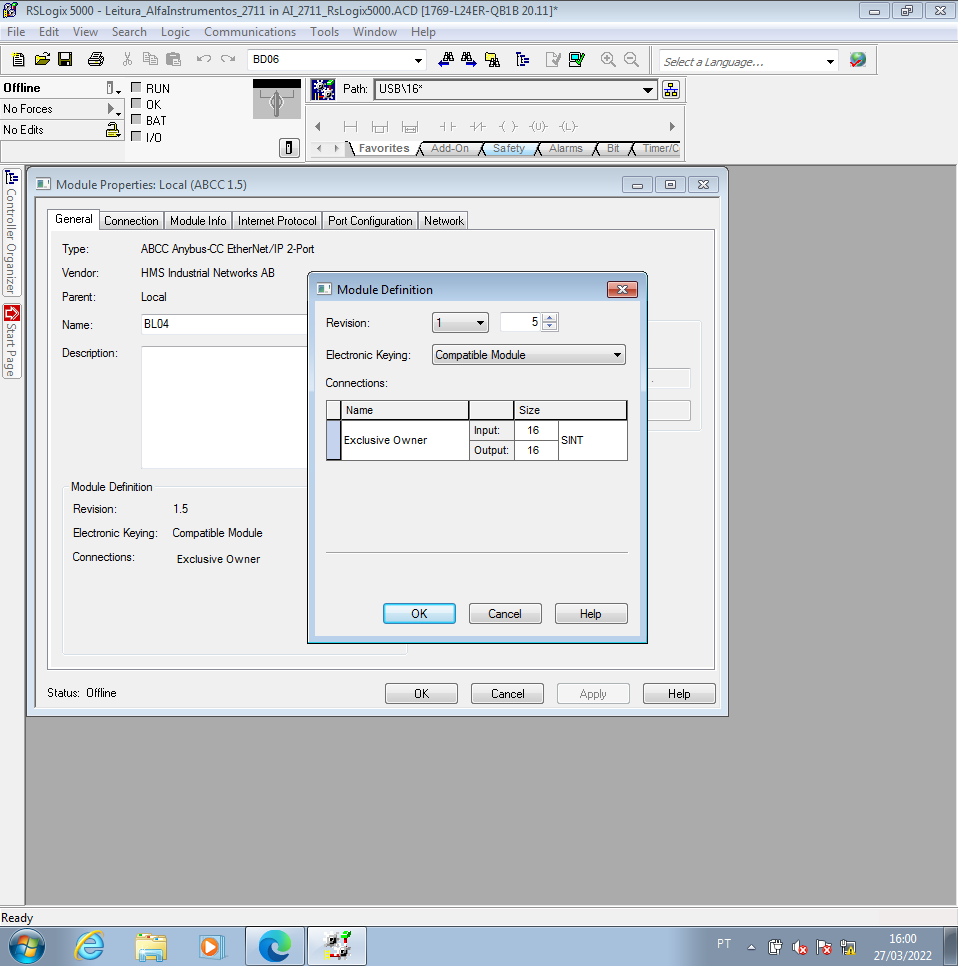 RSLogix 5000 - Leitura_AlfaInstrumentos_2711 in AI_2711_RsLogix5000.ACD [1769-L24ER-QB1B 20.11]*
File Edit View Search Logic Communications Tools Window Help
BD06
Select a Language...
Offline
RUN
No Forces
OK
No Edits
BAT
I/O
Path: USB\16*
Favorites Add-On Safety Alarms Bit Timer/C
Controller Organizer
Start Page
Module Properties: Local (ABCC 1.5)
General Connection Module Info Internet Protocol Port Configuration Network
Type: ABCC Anybus-CC EtherNet/IP 2-Port
Vendor: HMS Industrial Networks AB
Parent: Local
Name: BL04
Description:
Module Definition
Revision: 1.5
Electronic Keying: Compatible Module
Connections: Exclusive Owner
Status: Offline
OK Cancel Apply Help
Module Definition
Revision: 1 5
Electronic Keying: Compatible Module
Connections:
Name Size
Exclusive Owner Input: 16 SINT
Output: 16
OK Cancel Help
Ready
PT
16:00
27/03/2022